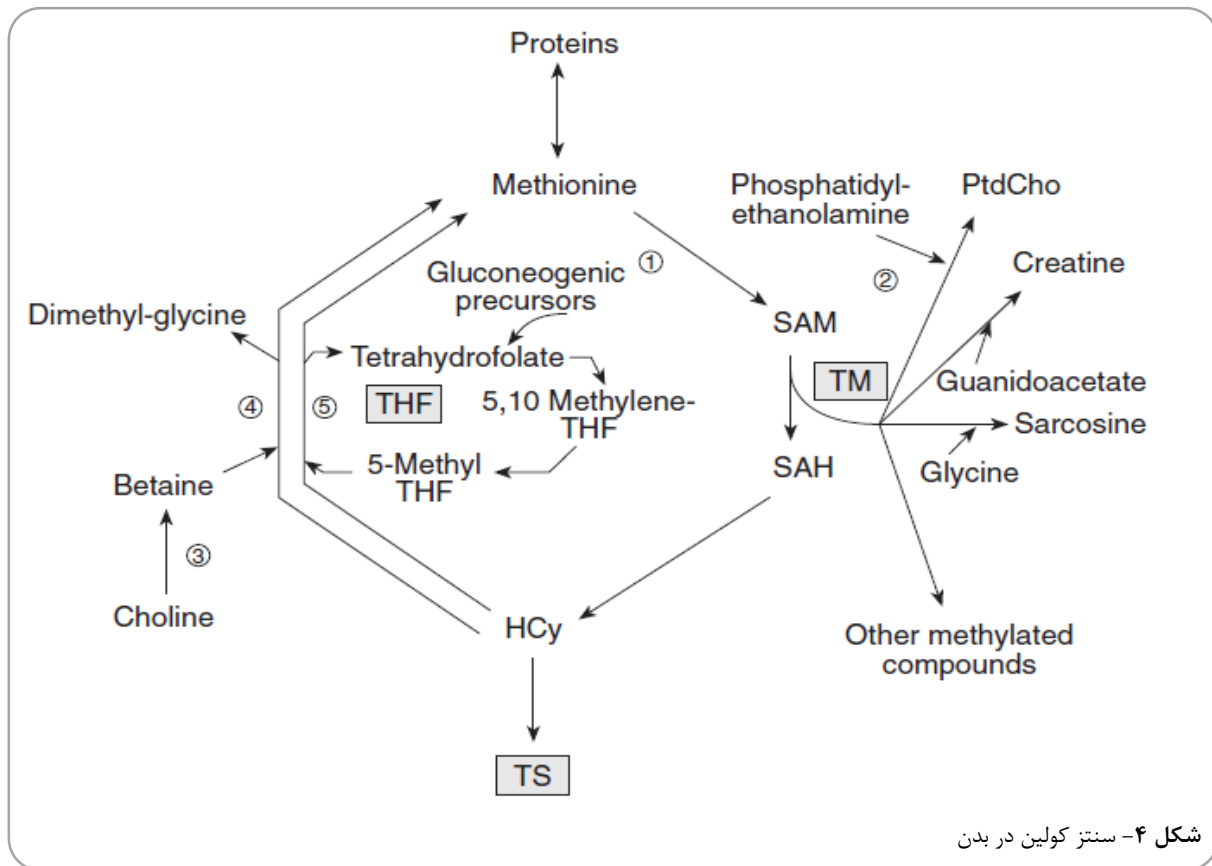 Proteins
Methionine
Phosphatidyl-
ethanolamine
PtdCho
Creatine
①
②
Gluconeogenic
precursors
Dimethyl-glycine
SAM
Tetrahydrofolate
TM
Guanidoacetate
THF
5,10 Methylene-
THF
④
⑤
Sarcosine
5-Methyl
THF
SAH
Glycine
Betaine
③
Choline
HCy
Other methylated
compounds
TS
شکل ۴- سنتز کولین در بدن